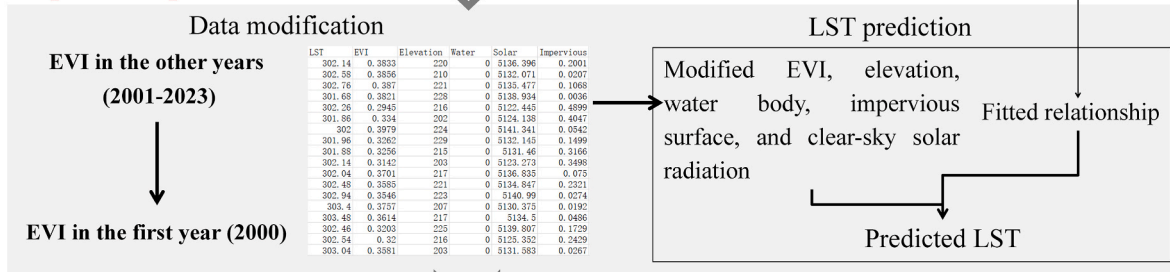 Data modification
LST prediction
EVI in the other years
(2001-2023)
EVI in the first year (2000)
LST EVI Elevation Water Solar Impervious
302.14 0.3833 220 0 5136.396 0.2001
302.58 0.3856 210 0 5132.071 0.0207
302.76 0.387 221 0 5135.477 0.1068
301.68 0.3821 228 0 5138.934 0.0036
302.26 0.2945 216 0 5122.445 0.4899
301.86 0.334 202 0 5124.138 0.4047
302 0.3979 224 0 5141.341 0.0542
301.96 0.3262 229 0 5132.145 0.1499
301.88 0.3256 215 0 5131.46 0.3166
302.14 0.3142 203 0 5123.273 0.3498
302.04 0.3701 217 0 5136.835 0.075
302.48 0.3585 221 0 5134.847 0.2321
302.94 0.3546 223 0 5140.99 0.0274
303.4 0.3757 207 0 5130.375 0.0192
303.48 0.3614 217 0 5134.5 0.0486
302.46 0.3203 225 0 5139.807 0.1729
302.54 0.32 216 0 5125.352 0.2429
303.04 0.3581 203 0 5131.583 0.0267
Modified EVI, elevation,
water body, impervious
surface, and clear-sky solar
radiation
Fitted relationship
Predicted LST